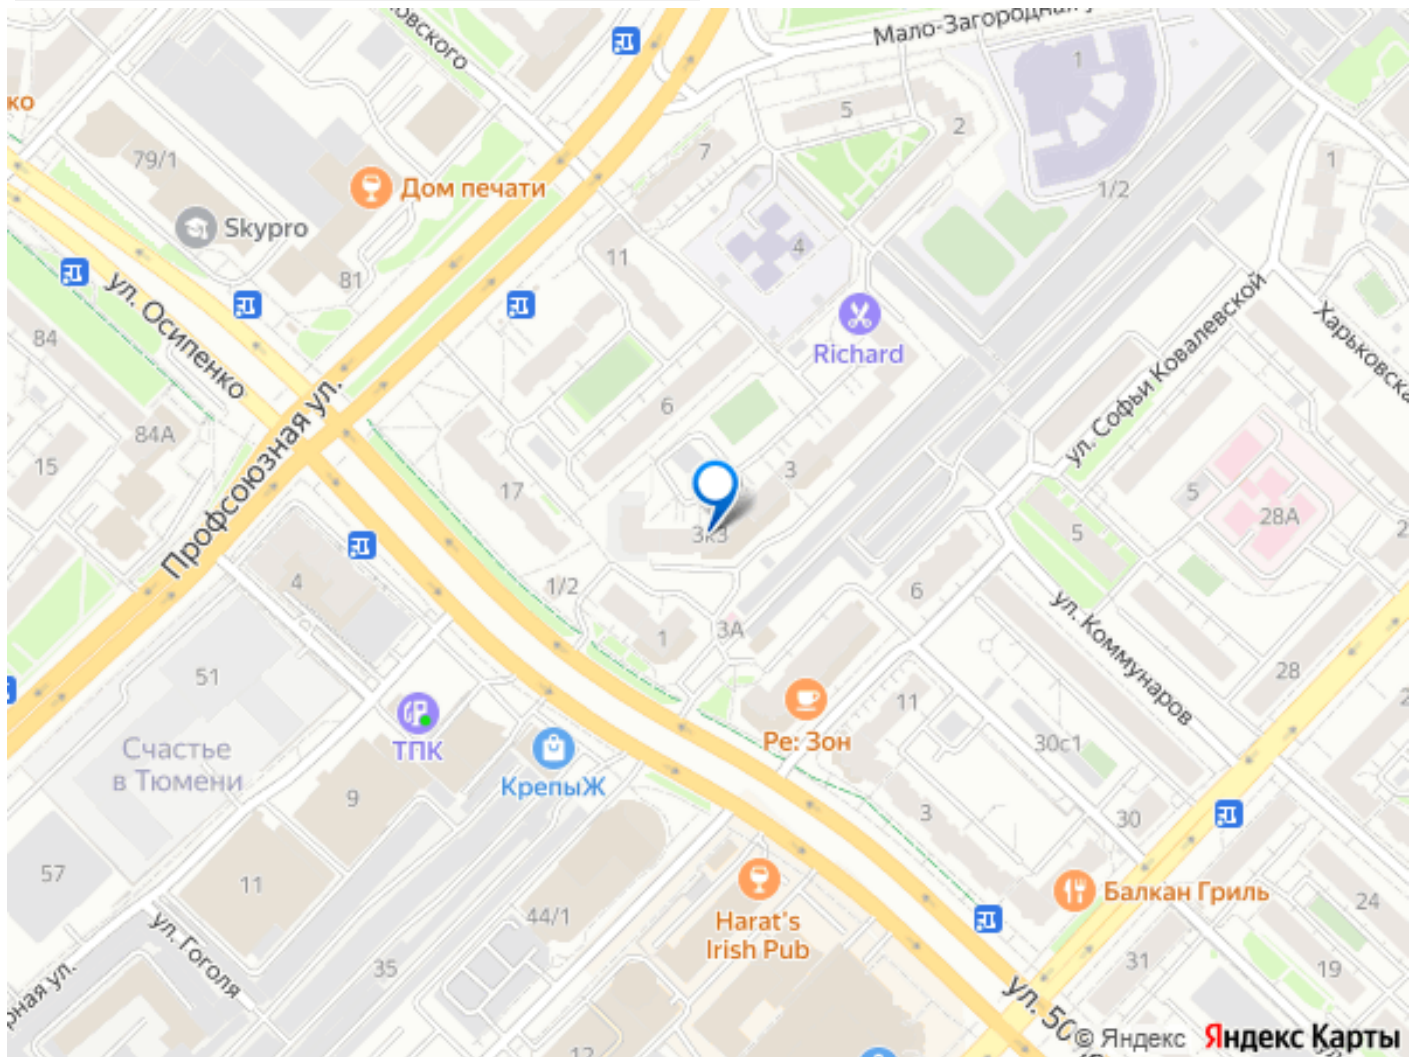 Мало-Загородная
1
5
2
7
79/1
Дом печати
1
1/2
Skypro
4
11
81
ул. Осипенко
ул. Софьи Ковалевской
84
Richard
6
84А
Профсоюзная ул.
15
17
3
5
28А
3к3
5
4
1/2
6
ул. Коммунаров
3А
1
51
28
11
Счастье
в Тюмени
ТПК
Ре: Зон
30с1
КрепыЖ
9
3
30
57
11
Балкан Гриль
24
44/1
Harat's
Irish Pub
ул. Гоголя
35
31
19
12
© Яндекс
Яндекс Карты